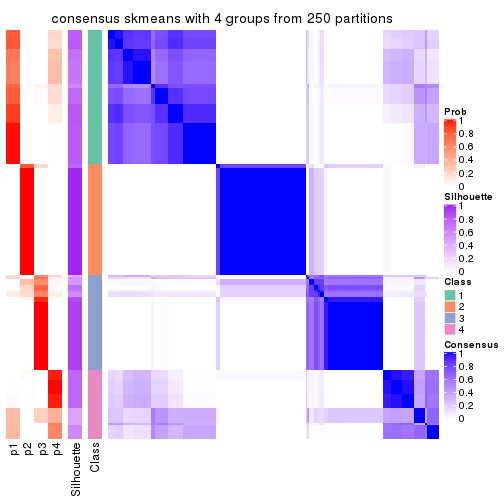 consensus skmeans with 4 groups from 250 partitions
Prob
1
0.8
0.6
0.4
0.2
0
Silhouette
1
0.8
0.6
0.4
0.2
0
Class
1
2
3
4
Consensus
1
0.8
0.6
0.4
0.2
0
p1
p2
p3
p4
Silhouette
Class